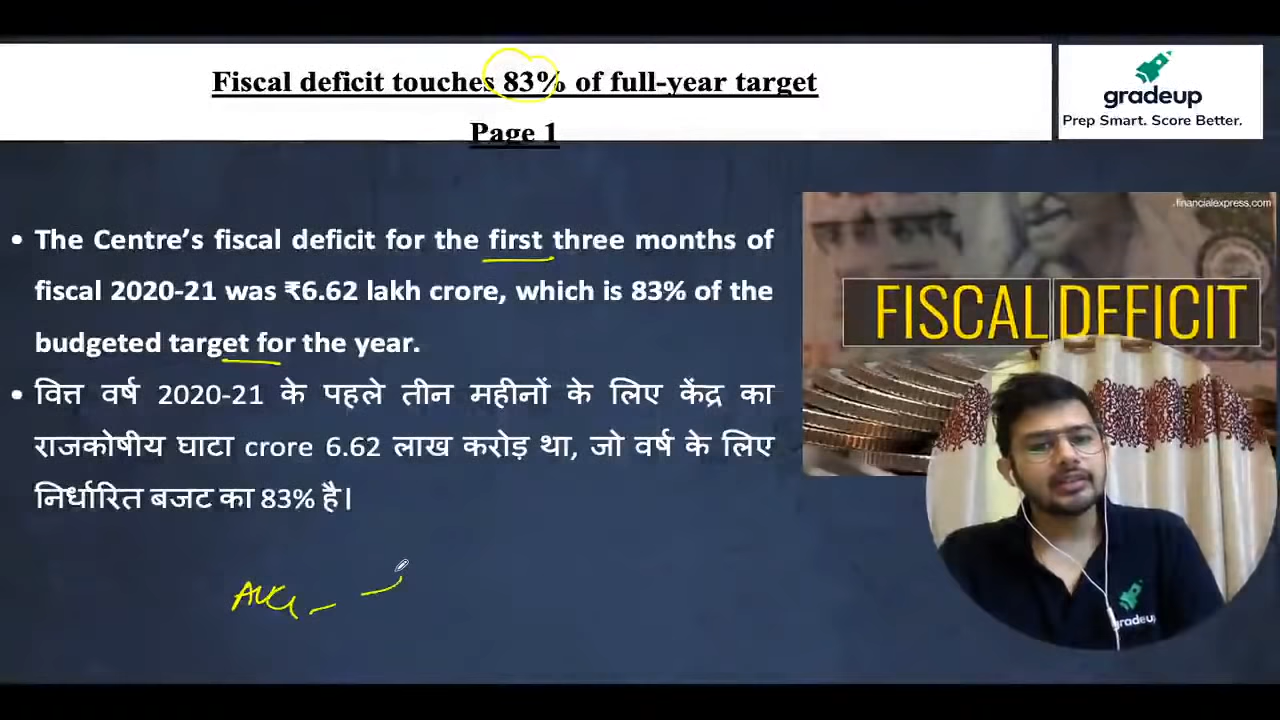 Fiscal deficit touches 83% of full-year target
Page 1
gradeup
Prep Smart. Score Better.
.financialexpress.com
• The Centre's fiscal deficit for the first three months of
fiscal 2020-21 was ₹6.62 lakh crore, which is 83% of the
budgeted target for the year.
FISCAL DEFICIT
• वित्त वर्ष 2020-21 के पहले तीन महीनों के लिए केंद्र का
राजकोषीय घाटा crore 6.62 लाख करोड़ था, जो वर्ष के लिए
निर्धारित बजट का 83% है।
gradeup